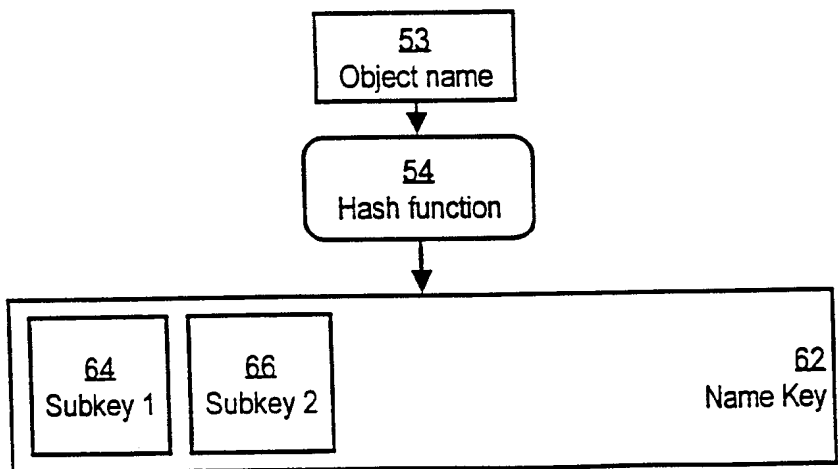 53
Object name
54
Hash function
64
Subkey 1
66
Subkey 2
62
Name Key